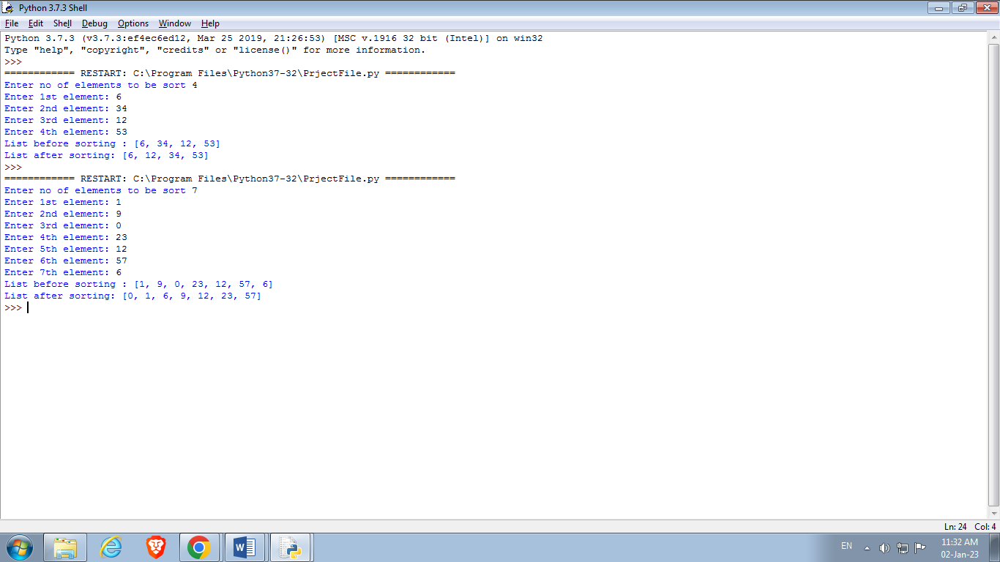 Python 3.7.3 Shell
File Edit Shell Debug Options Window Help
Python 3.7.3 (v3.7.3:ef4ec6ed12, Mar 25 2019, 21:26:53) [MSC v.1916 32 bit (Intel)] on win32
Type "help", "copyright", "credits" or "license()" for more information.
>>>
============ RESTART: C:\Program Files\Python37-32\PrjectFile.py ============
Enter no of elements to be sort 4
Enter 1st element: 6
Enter 2nd element: 34
Enter 3rd element: 12
Enter 4th element: 53
List before sorting : [6, 34, 12, 53]
List after sorting: [6, 12, 34, 53]
>>>
============ RESTART: C:\Program Files\Python37-32\PrjectFile.py ============
Enter no of elements to be sort 7
Enter 1st element: 1
Enter 2nd element: 9
Enter 3rd element: 0
Enter 4th element: 23
Enter 5th element: 12
Enter 6th element: 57
Enter 7th element: 6
List before sorting : [1, 9, 0, 23, 12, 57, 6]
List after sorting: [0, 1, 6, 9, 12, 23, 57]
>>>
Ln: 24 Col: 4
EN
11:32 AM
02-Jan-23